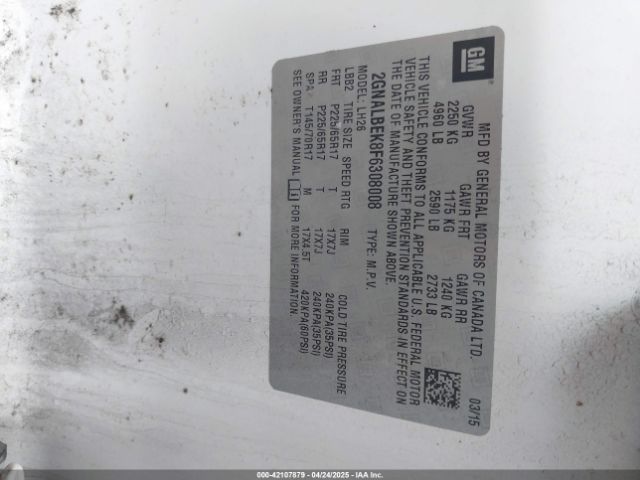 GM
MFD BY GENERAL MOTORS OF CANADA LTD.
GVWR GAWR FRT GAWR RR
2250 KG 1175 KG 1240 KG
4960 LB 2590 LB 2733 LB
03/15
THIS VEHICLE CONFORMS TO ALL APPLICABLE U.S. FEDERAL MOTOR
VEHICLE SAFETY AND THEFT PREVENTION STANDARDS IN EFFECT ON
THE DATE OF MANUFACTURE SHOWN ABOVE.
2GNALBEK8F6308008 TYPE: M.P.V.
MODEL: LH26
LBB2 TIRE SIZE SPEED RTG RIM COLD TIRE PRESSURE
FRT P225/65R17 T 17X7J 240KPA(35PSI)
RR P225/65R17 T 17X7J 240KPA(35PSI)
SPA T145/70R17 M 17X4.5T 420KPA(60PSI)
SEE OWNER'S MANUAL FOR MORE INFORMATION.
000-42107879 - 04/24/2025 - IAAI.COM